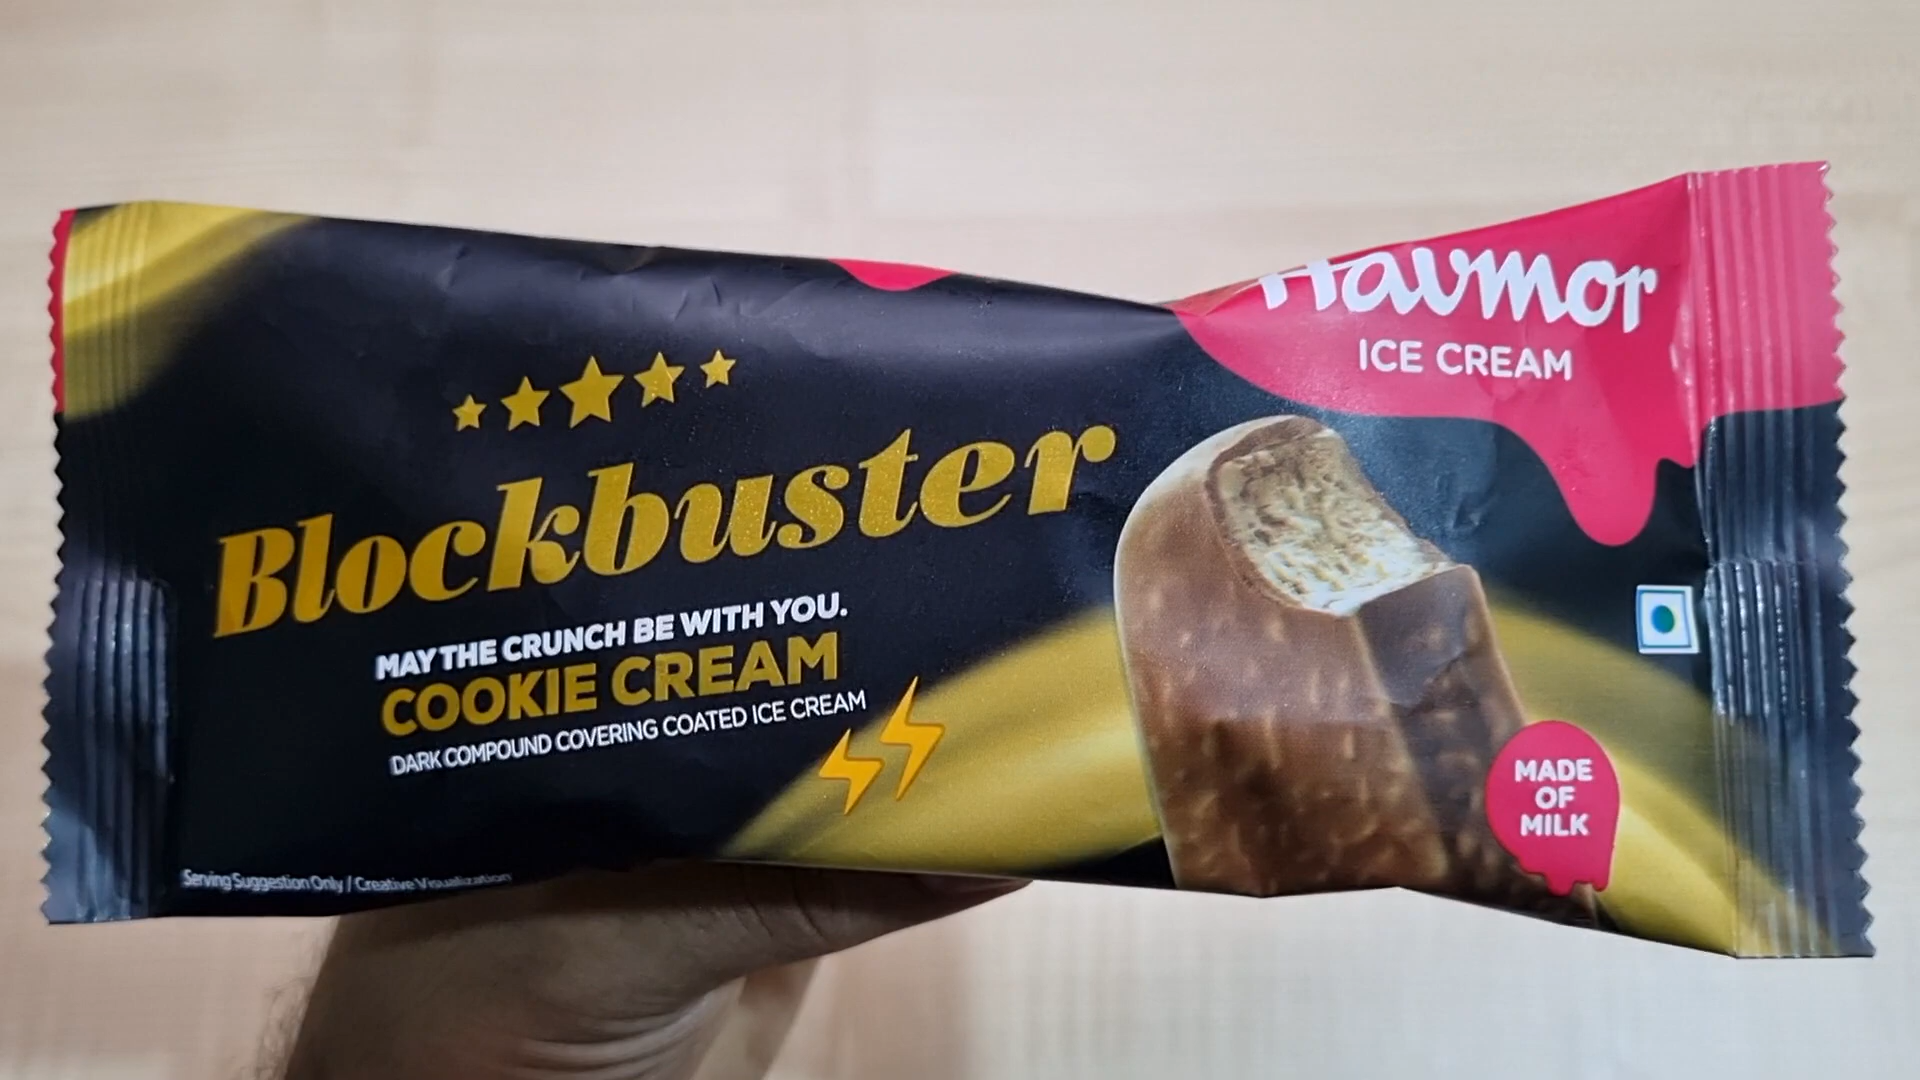 Havmor
ICE CREAM
Blockbuster
MAY THE CRUNCH BE WITH YOU.
COOKIE CREAM
DARK COMPOUND COVERING COATED ICE CREAM
MADE
OF
MILK
Serving Suggestion Only / Creative Visualization